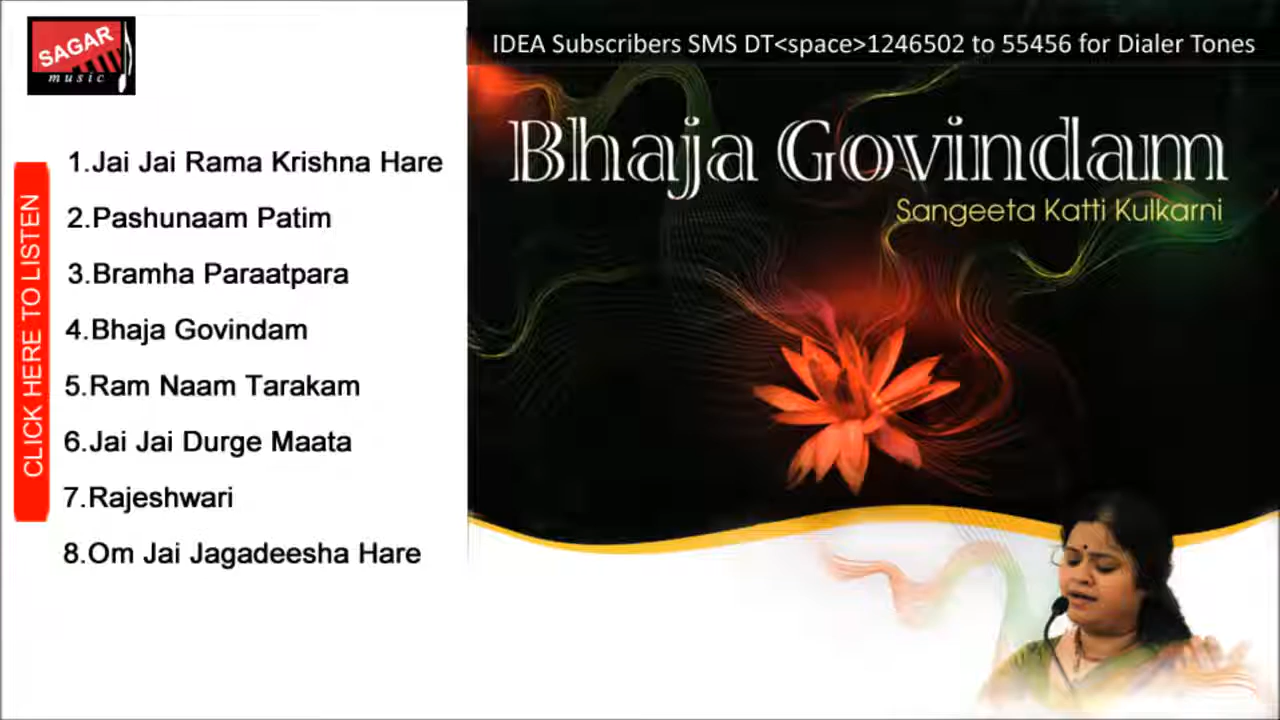 SAGAR
music
IDEA Subscribers SMS DT<space>1246502 to 55456 for Dialer Tones
Bhaja Govindam
Sangeeta Katti Kulkarni
CLICK HERE TO LISTEN
1.Jai Jai Rama Krishna Hare
2.Pashunaam Patim
3.Bramha Paraatpara
4.Bhaja Govindam
5.Ram Naam Tarakam
6.Jai Jai Durge Maata
7.Rajeshwari
8.Om Jai Jagadeesha Hare